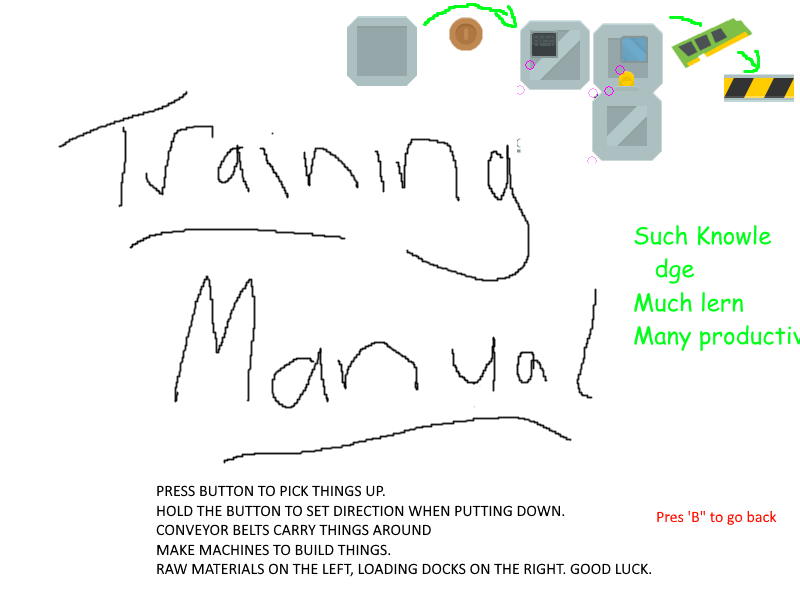 Training
Manual
Such Knowle
dge
Much lern
Many productiv
PRESS BUTTON TO PICK THINGS UP.
HOLD THE BUTTON TO SET DIRECTION WHEN PUTTING DOWN.
CONVEYOR BELTS CARRY THINGS AROUND
MAKE MACHINES TO BUILD THINGS.
RAW MATERIALS ON THE LEFT, LOADING DOCKS ON THE RIGHT. GOOD LUCK.
Pres 'B" to go back